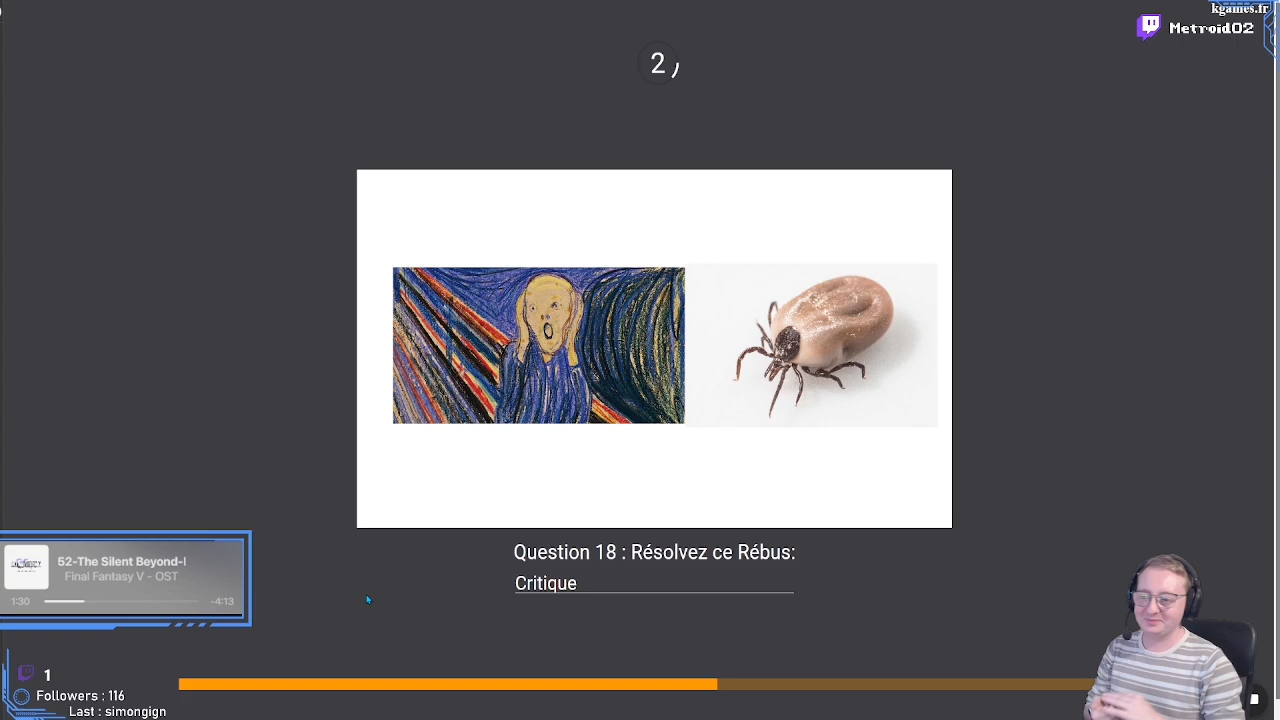 kgames.fr
Metroid02
2
Question 18 : Résolvez ce Rébus:
Critique
52-The Silent Beyond-
Final Fantasy V - OST
1:30
-4:13
1
Followers : 116
Last : simongign